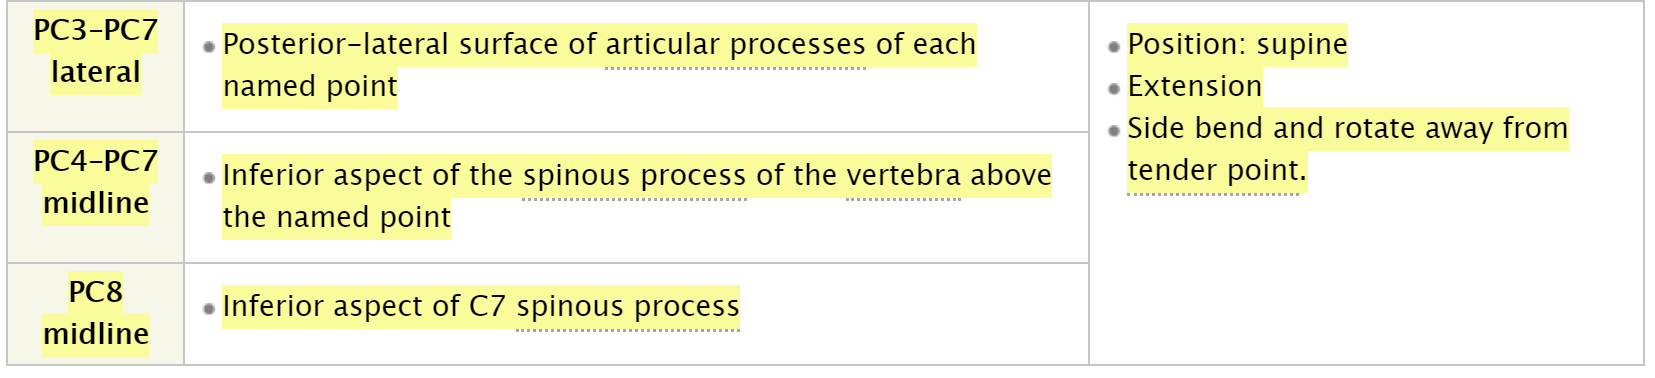 PC3–PC7
lateral
Posterior–lateral surface of articular processes of each
named point
Position: supine
Extension
Side bend and rotate away from
tender point.
PC4–PC7
midline
Inferior aspect of the spinous process of the vertebra above
the named point
PC8
midline
Inferior aspect of C7 spinous process